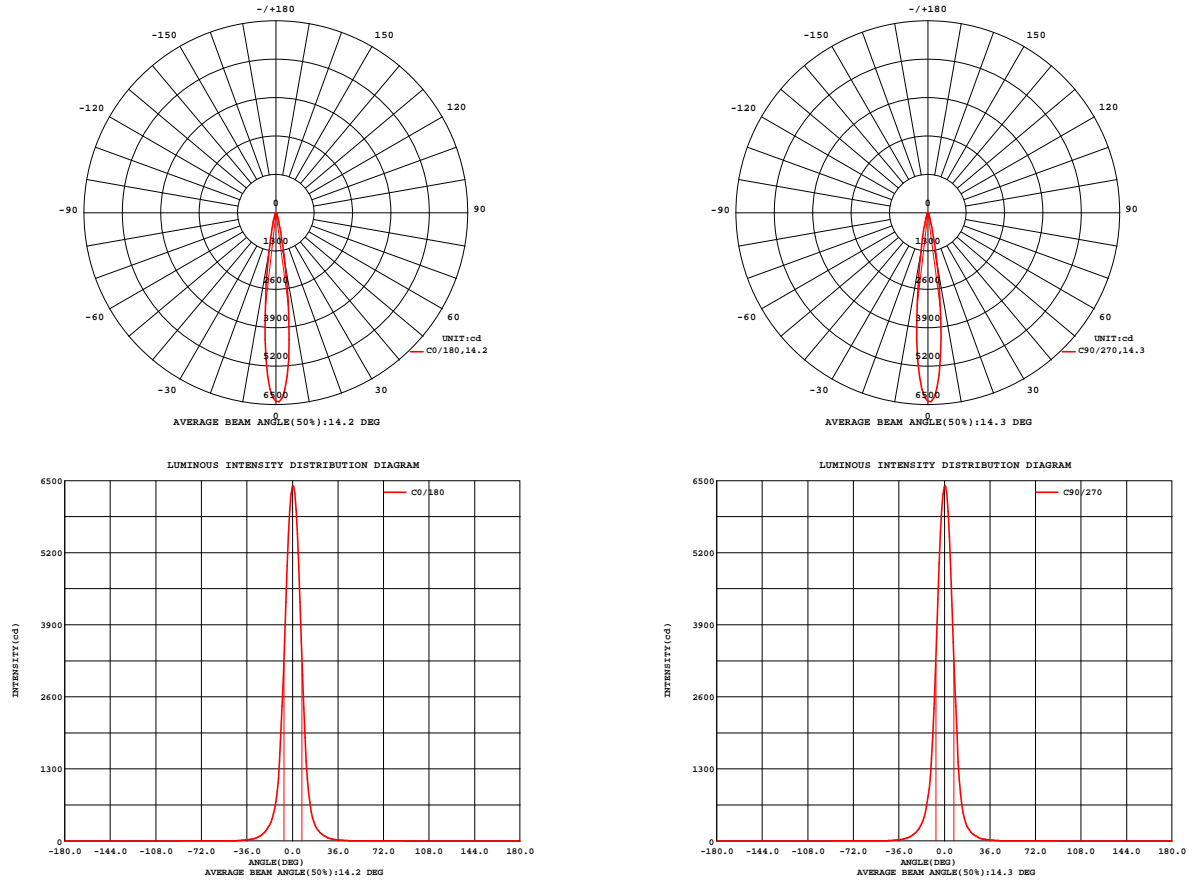 -/+180
-150 150
-120 120
-90 0 90
1300
2600
-60 3900 60
UNIT:cd
C0/180,14.2
5200
-30 6500 30
0
AVERAGE BEAM ANGLE(50%):14.2 DEG
-/+180
-150 150
-120 120
-90 0 90
1300
2600
-60 3900 60
UNIT:cd
C90/270,14.3
5200
-30 6500 30
0
AVERAGE BEAM ANGLE(50%):14.3 DEG
LUMINOUS INTENSITY DISTRIBUTION DIAGRAM
6500
C0/180
5200
3900
INTENSITY(cd)
2600
1300
0
-180.0 -144.0 -108.0 -72.0 -36.0 0.0 36.0 72.0 108.0 144.0 180.0
ANGLE(DEG)
AVERAGE BEAM ANGLE(50%):14.2 DEG
LUMINOUS INTENSITY DISTRIBUTION DIAGRAM
6500
C90/270
5200
3900
INTENSITY(cd)
2600
1300
0
-180.0 -144.0 -108.0 -72.0 -36.0 0.0 36.0 72.0 108.0 144.0 180.0
ANGLE(DEG)
AVERAGE BEAM ANGLE(50%):14.3 DEG